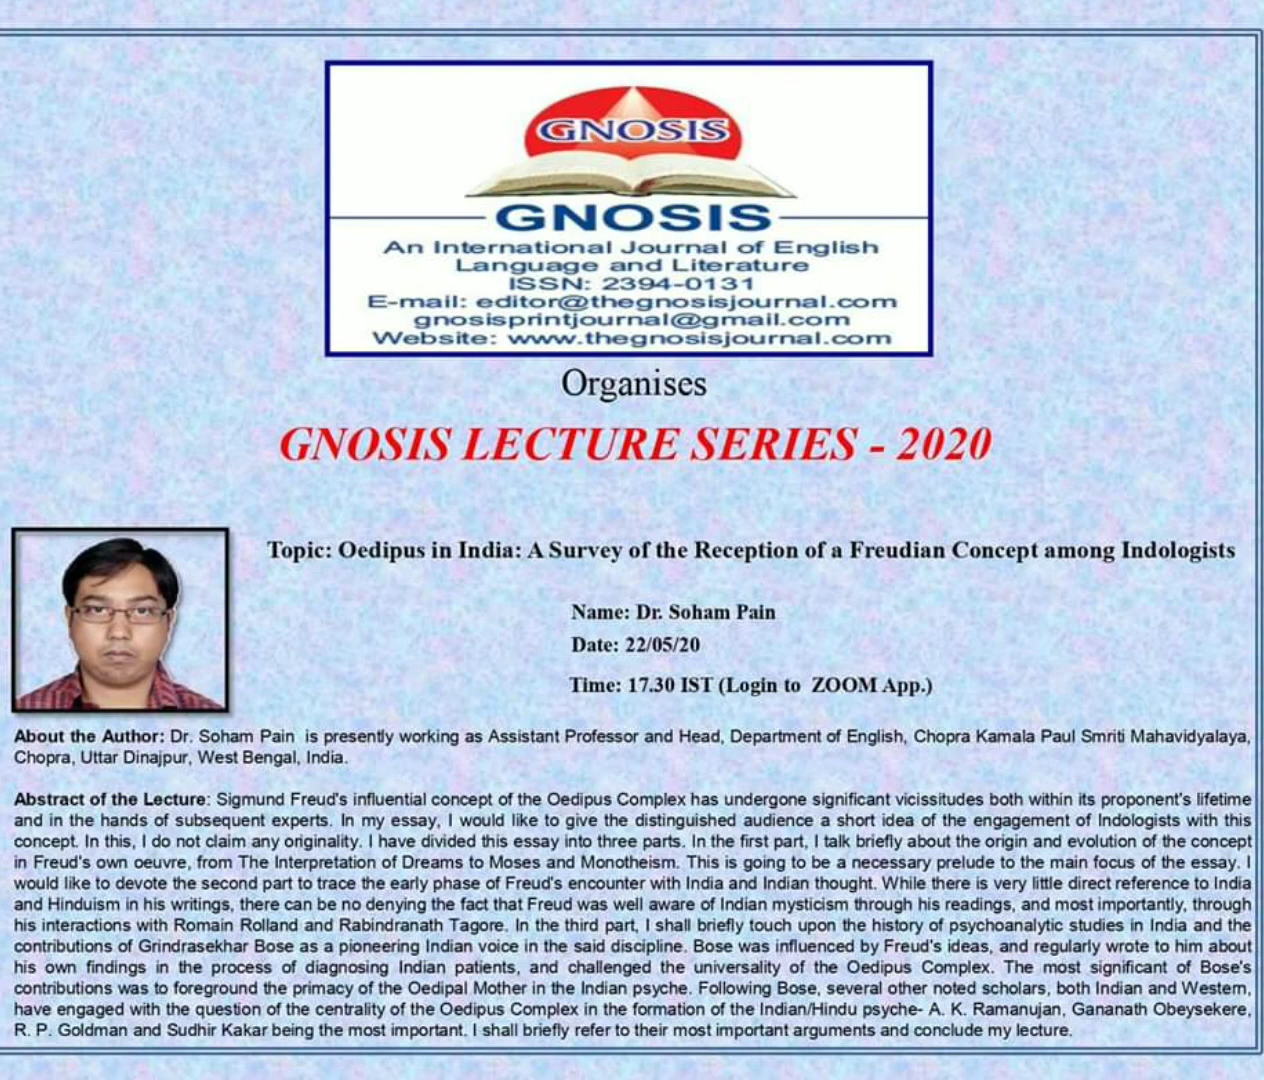 GNOSIS
GNOSIS
An International Journal of English
Language and Literature
ISSN: 2394-0131
E-mail: editor@thegnosisjournal.com
gnosisprintjournal@gmail.com
Website: www.thegnosisjournal.com
Organises
GNOSIS LECTURE SERIES - 2020
Topic: Oedipus in India: A Survey of the Reception of a Freudian Concept among Indologists
Name: Dr. Soham Pain
Date: 22/05/20
Time: 17.30 IST (Login to ZOOM App.)
About the Author: Dr. Soham Pain is presently working as Assistant Professor and Head, Department of English, Chopra Kamala Paul Smriti Mahavidyalaya,
Chopra, Uttar Dinajpur, West Bengal, India.
Abstract of the Lecture: Sigmund Freud's influential concept of the Oedipus Complex has undergone significant vicissitudes both within its proponent's lifetime
and in the hands of subsequent experts. In my essay, I would like to give the distinguished audience a short idea of the engagement of Indologists with this
concept. In this, I do not claim any originality. I have divided this essay into three parts. In the first part, I talk briefly about the origin and evolution of the concept
in Freud's own oeuvre, from The Interpretation of Dreams to Moses and Monotheism. This is going to be a necessary prelude to the main focus of the essay. I
would like to devote the second part to trace the early phase of Freud's encounter with India and Indian thought. While there is very little direct reference to India
and Hinduism in his writings, there can be no denying the fact that Freud was well aware of Indian mysticism through his readings, and most importantly, through
his interactions with Romain Rolland and Rabindranath Tagore. In the third part, I shall briefly touch upon the history of psychoanalytic studies in India and the
contributions of Grindrasekhar Bose as a pioneering Indian voice in the said discipline. Bose was influenced by Freud's ideas, and regularly wrote to him about
his own findings in the process of diagnosing Indian patients, and challenged the universality of the Oedipus Complex. The most significant of Bose's
contributions was to foreground the primacy of the Oedipal Mother in the Indian psyche. Following Bose, several other noted scholars, both Indian and Western,
have engaged with the question of the centrality of the Oedipus Complex in the formation of the Indian/Hindu psyche- A. K. Ramanujan, Gananath Obeysekere,
R. P. Goldman and Sudhir Kakar being the most important. I shall briefly refer to their most important arguments and conclude my lecture.